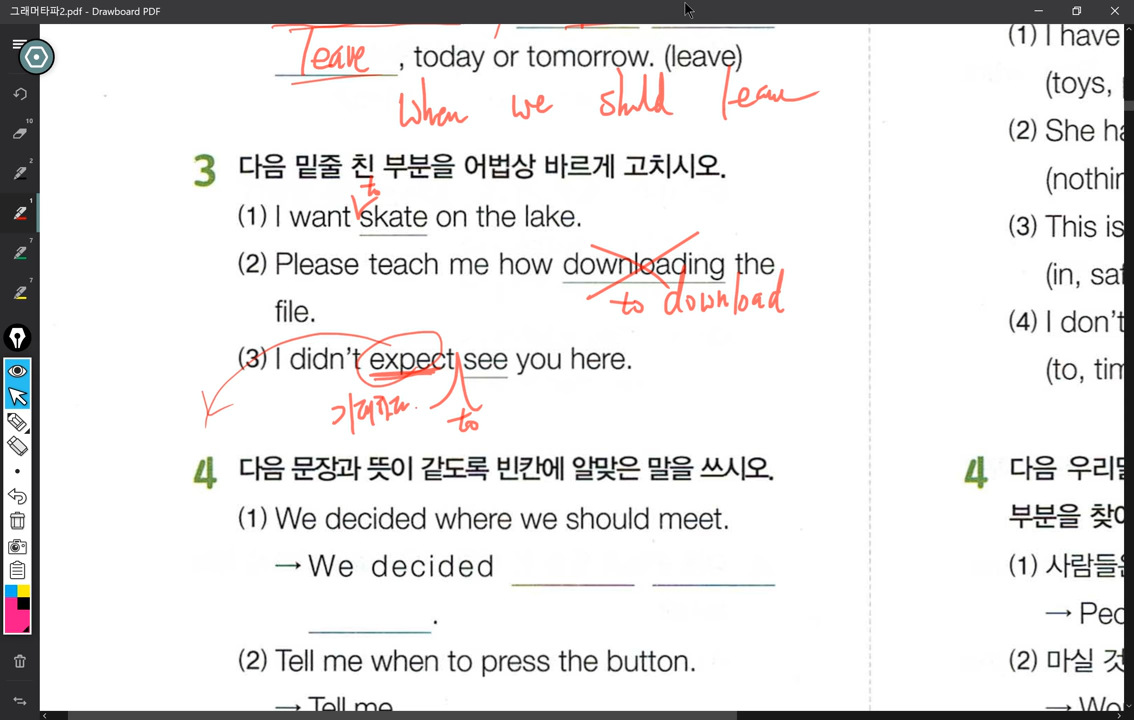 그래머타파2.pdf - Drawboard PDF
leave , today or tomorrow. (leave)
when we should leave
3 다음 밑줄 친 부분을 어법상 바르게 고치시오.
to
(1) I want skate on the lake.
(2) Please teach me how downloading the
to download
file.
(3) I didn't expect see you here.
기대하다.
to
4 다음 문장과 뜻이 같도록 빈칸에 알맞은 말을 쓰시오.
(1) We decided where we should meet.
→ We decided
.
(2) Tell me when to press the button.
→ Tell me
(1) I have
(toys,
(2) She ha
(nothin
(3) This is
(in, sat
(4) I don't
(to, tim
4 다음 우리말
부분을 찾아
(1) 사람들은
→ Peo
(2) 마실 것
→ Wo
10
2
1
7
7